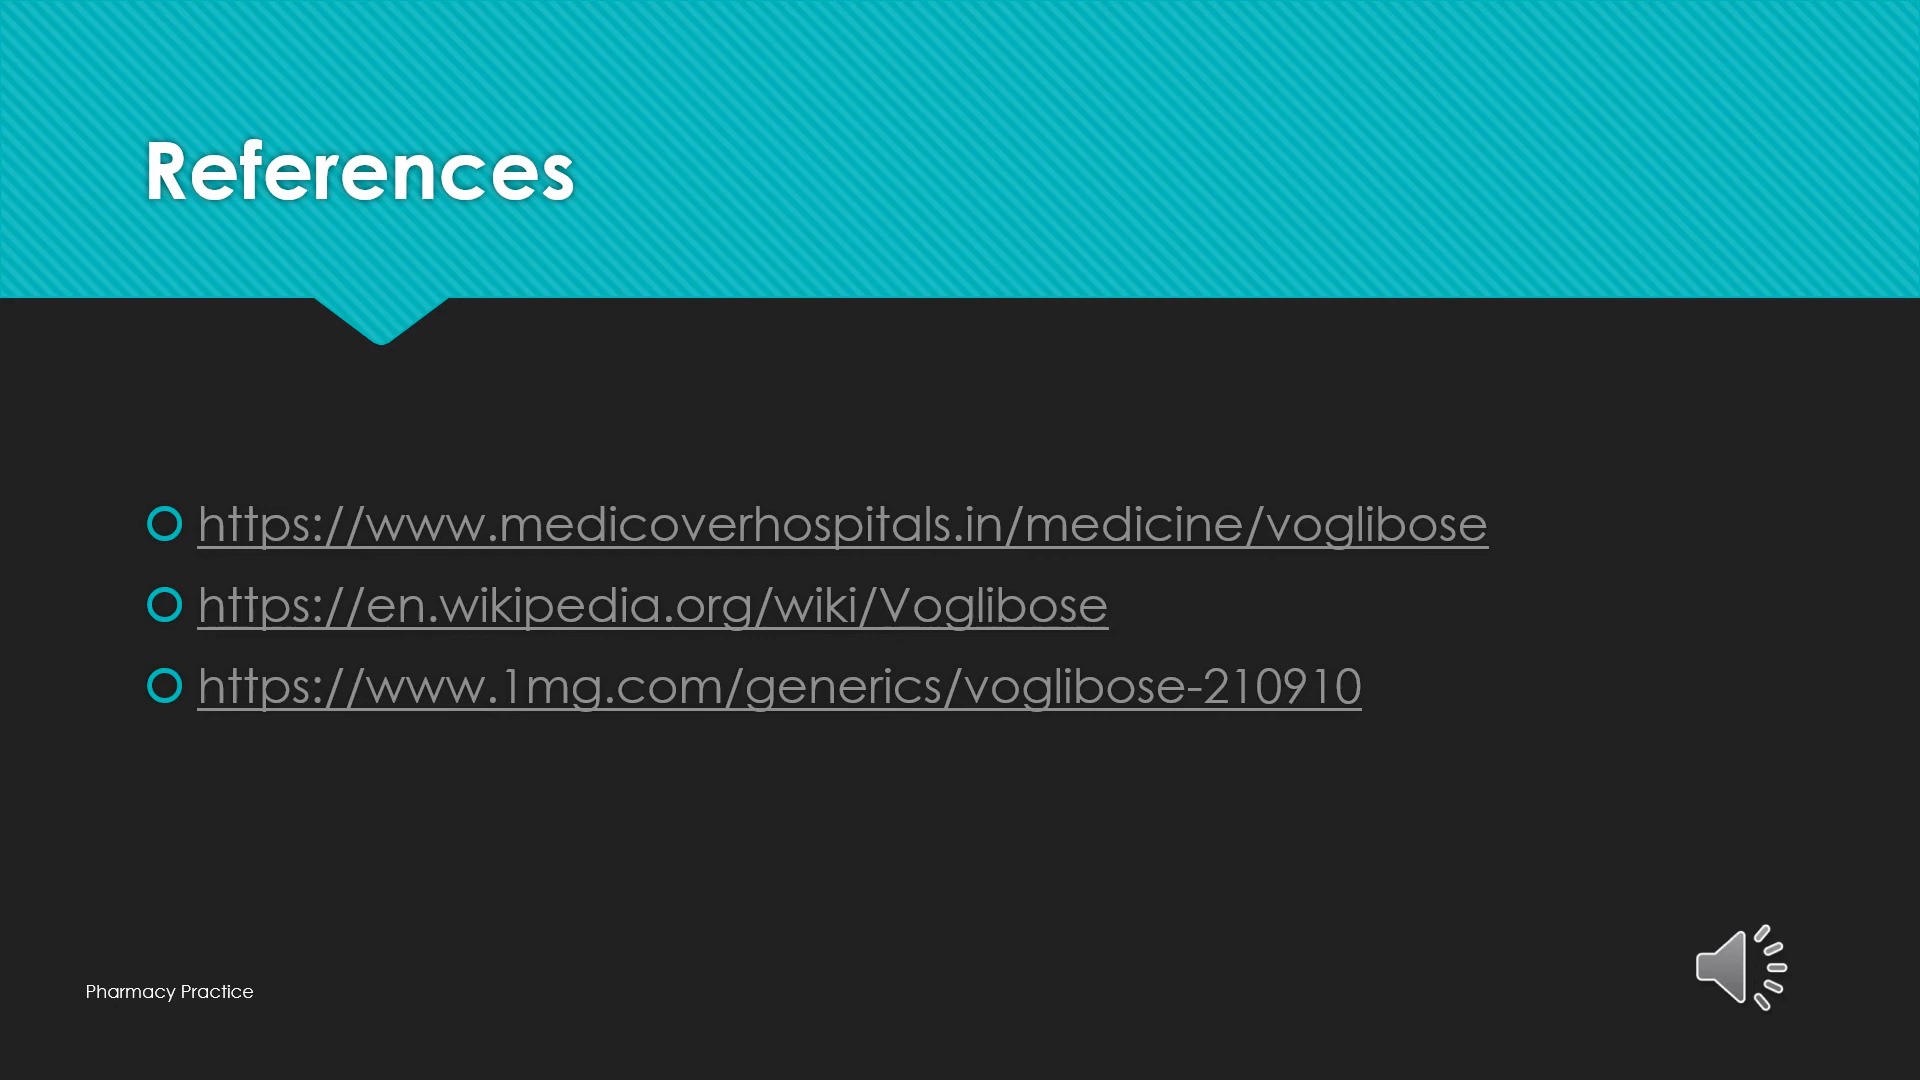 References
https://www.medicoverhospitals.in/medicine/voglibose
https://en.wikipedia.org/wiki/Voglibose
https://www.1mg.com/generics/voglibose-210910
Pharmacy Practice